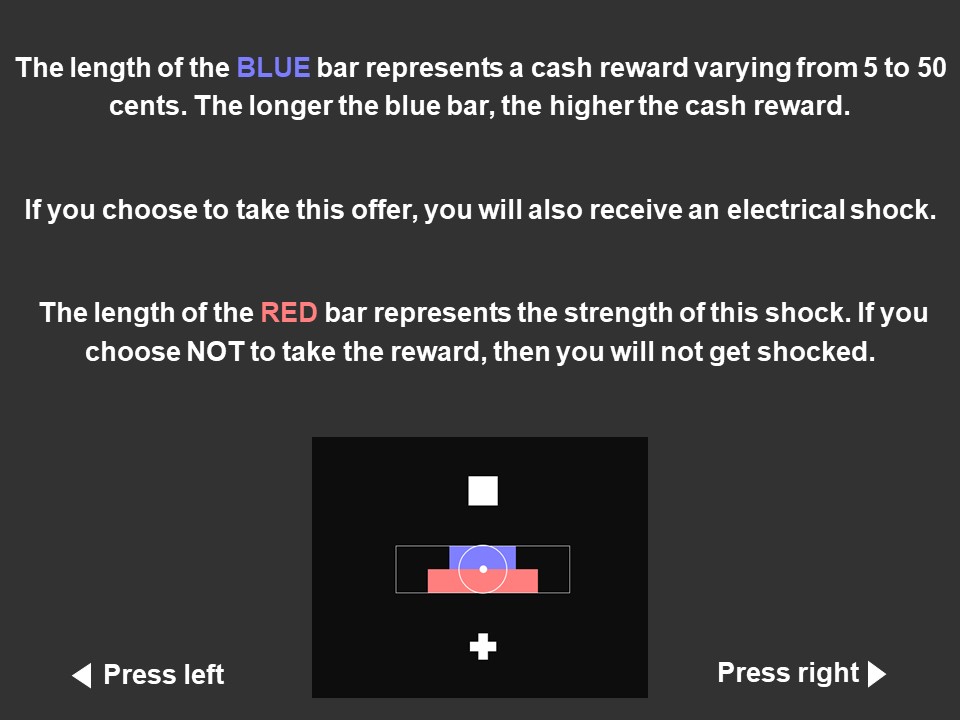 The length of the BLUE bar represents a cash reward varying from 5 to 50
cents. The longer the blue bar, the higher the cash reward.
If you choose to take this offer, you will also receive an electrical shock.
The length of the RED bar represents the strength of this shock. If you
choose NOT to take the reward, then you will not get shocked.
Press left
Press right